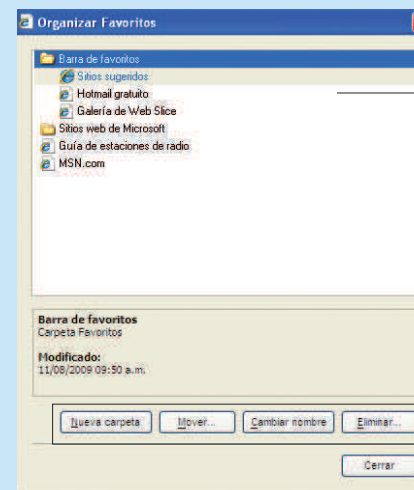 Organizar Favoritos
Barra de favoritos
Sitios sugeridos
Hotmail gratuito
Galería de Web Slice
Sitios web de Microsoft
Guía de estaciones de radio
MSN.com
Barra de favoritos
Carpeta Favoritos
Modificado:
11/08/2009 09:50 a.m.
Nueva carpeta Mover... Cambiar nombre Eliminar...
Cerrar